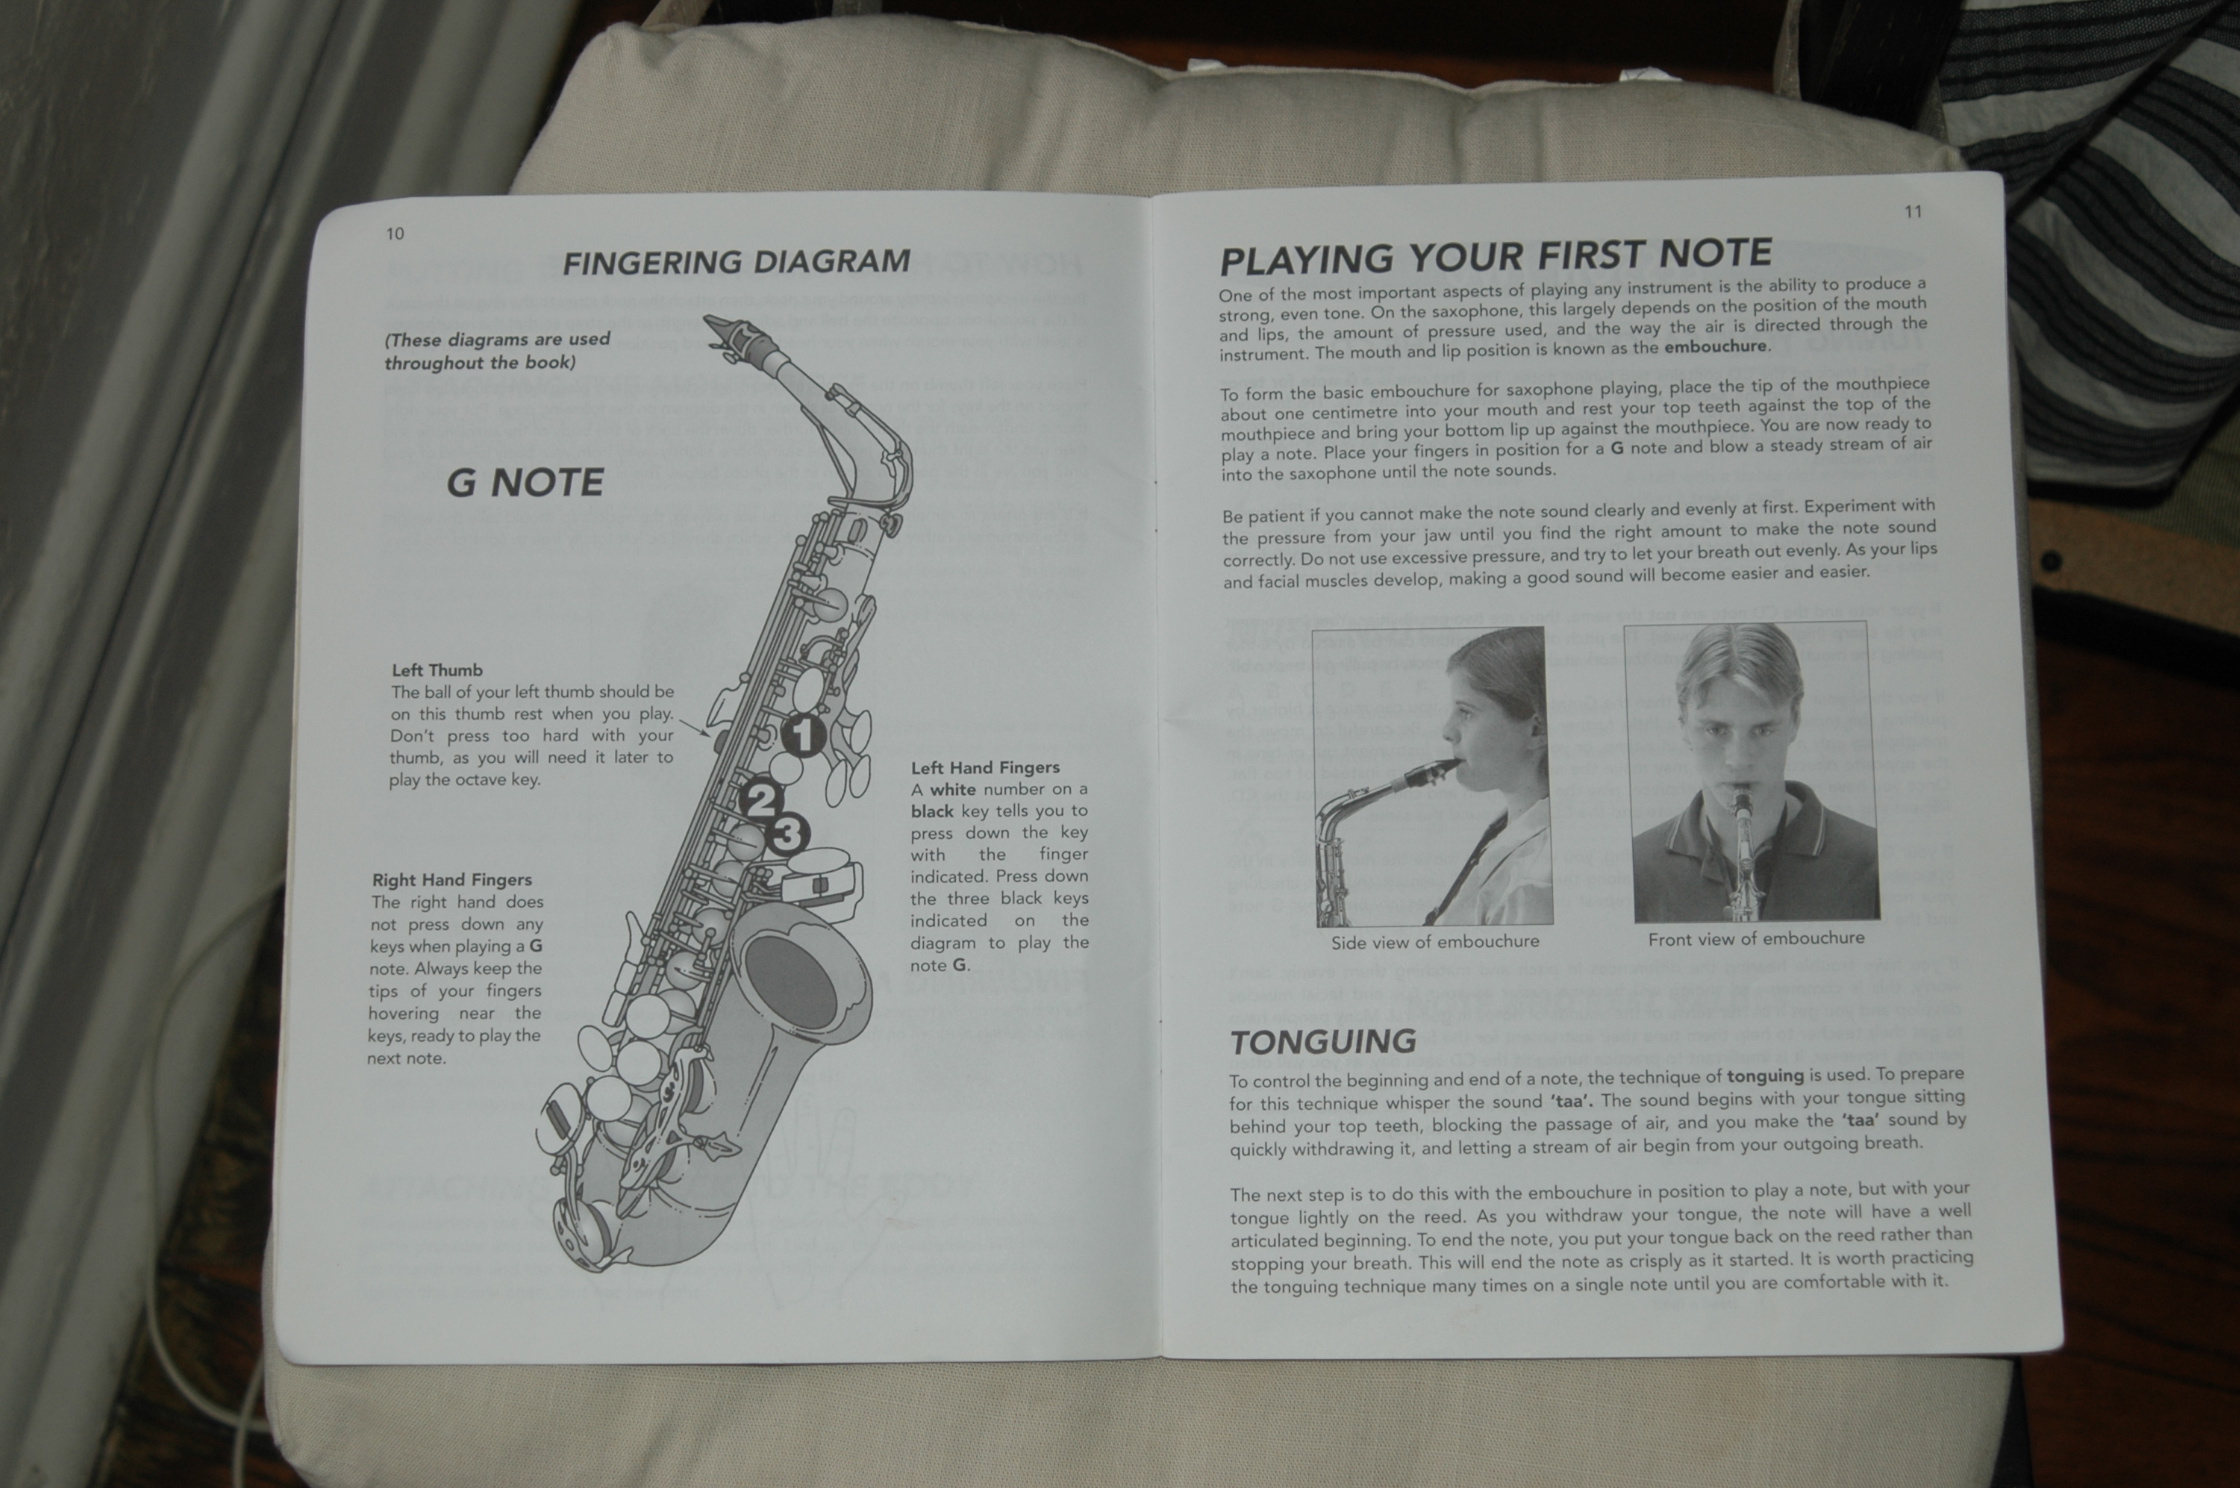 10
FINGERING DIAGRAM
(These diagrams are used
throughout the book)
G NOTE
Left Thumb
The ball of your left thumb should be
on this thumb rest when you play.
Don't press too hard with your
thumb, as you will need it later to
play the octave key.
1
2
3
Left Hand Fingers
A white number on a
black key tells you to
press down the key
with the finger
indicated. Press down
the three black keys
indicated on the
diagram to play the
note G.
Right Hand Fingers
The right hand does
not press down any
keys when playing a G
note. Always keep the
tips of your fingers
hovering near the
keys, ready to play the
next note.
11
PLAYING YOUR FIRST NOTE
One of the most important aspects of playing any instrument is the ability to produce a
strong, even tone. On the saxophone, this largely depends on the position of the mouth
and lips, the amount of pressure used, and the way the air is directed through the
instrument. The mouth and lip position is known as the embouchure.
To form the basic embouchure for saxophone playing, place the tip of the mouthpiece
about one centimetre into your mouth and rest your top teeth against the top of the
mouthpiece and bring your bottom lip up against the mouthpiece. You are now ready to
play a note. Place your fingers in position for a G note and blow a steady stream of air
into the saxophone until the note sounds.
Be patient if you cannot make the note sound clearly and evenly at first. Experiment with
the pressure from your jaw until you find the right amount to make the note sound
correctly. Do not use excessive pressure, and try to let your breath out evenly. As your lips
and facial muscles develop, making a good sound will become easier and easier.
Side view of embouchure
Front view of embouchure
TONGUING
To control the beginning and end of a note, the technique of tonguing is used. To prepare
for this technique whisper the sound 'taa'. The sound begins with your tongue sitting
behind your top teeth, blocking the passage of air, and you make the 'taa' sound by
quickly withdrawing it, and letting a stream of air begin from your outgoing breath.
The next step is to do this with the embouchure in position to play a note, but with your
tongue lightly on the reed. As you withdraw your tongue, the note will have a well
articulated beginning. To end the note, you put your tongue back on the reed rather than
stopping your breath. This will end the note as crisply as it started. It is worth practicing
the tonguing technique many times on a single note until you are comfortable with it.